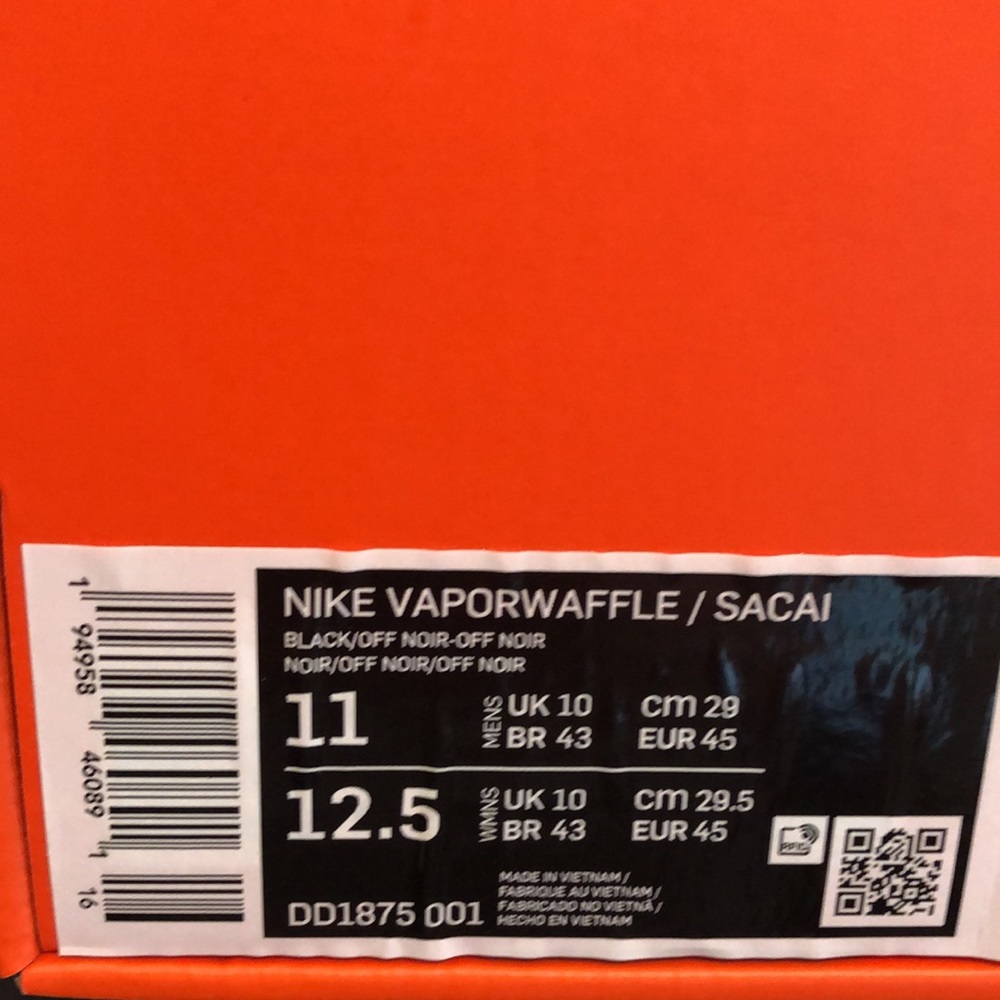 NIKE VAPORWAFFLE / SACAI
BLACK/OFF NOIR-OFF NOIR
NOIR/OFF NOIR/OFF NOIR
11 MENS UK 10 cm 29
BR 43 EUR 45
12.5 WMNS UK 10 cm 29.5
BR 43 EUR 45
DD1875 001
MADE IN VIETNAM /
FABRIQUE AU VIETNAM /
FABRICADO NO VIETNÃ /
HECHO EN VIETNAM
RFID
1 94958 46089 1 16